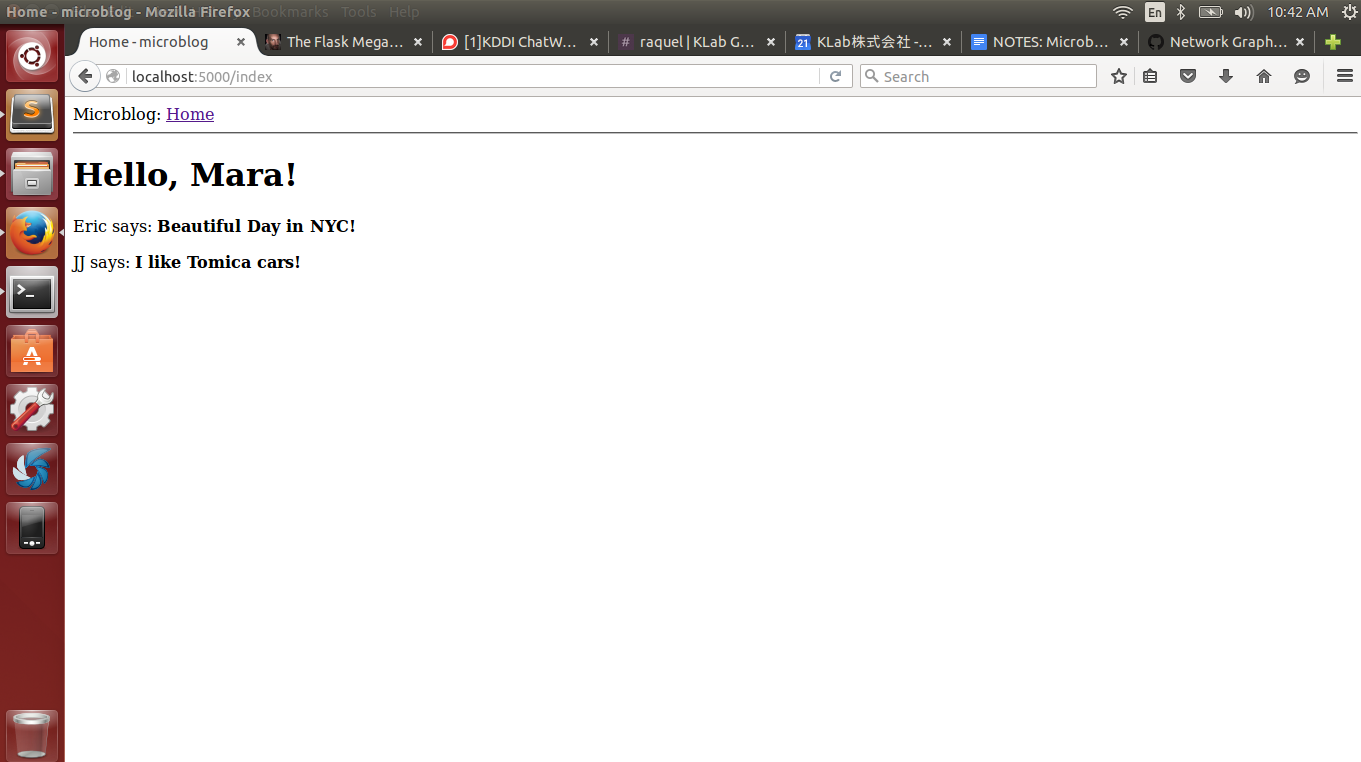 Home - microblog - Mozilla Firefox Bookmarks Tools Help
En 10:42 AM
Home - microblog
The Flask Mega...
[1]KDDI ChatW...
# raquel | KLab G...
21 KLab株式会社 -...
NOTES: Microb...
Network Graph...
localhost:5000/index
Search
Microblog: Home
Hello, Mara!
Eric says: Beautiful Day in NYC!
JJ says: I like Tomica cars!